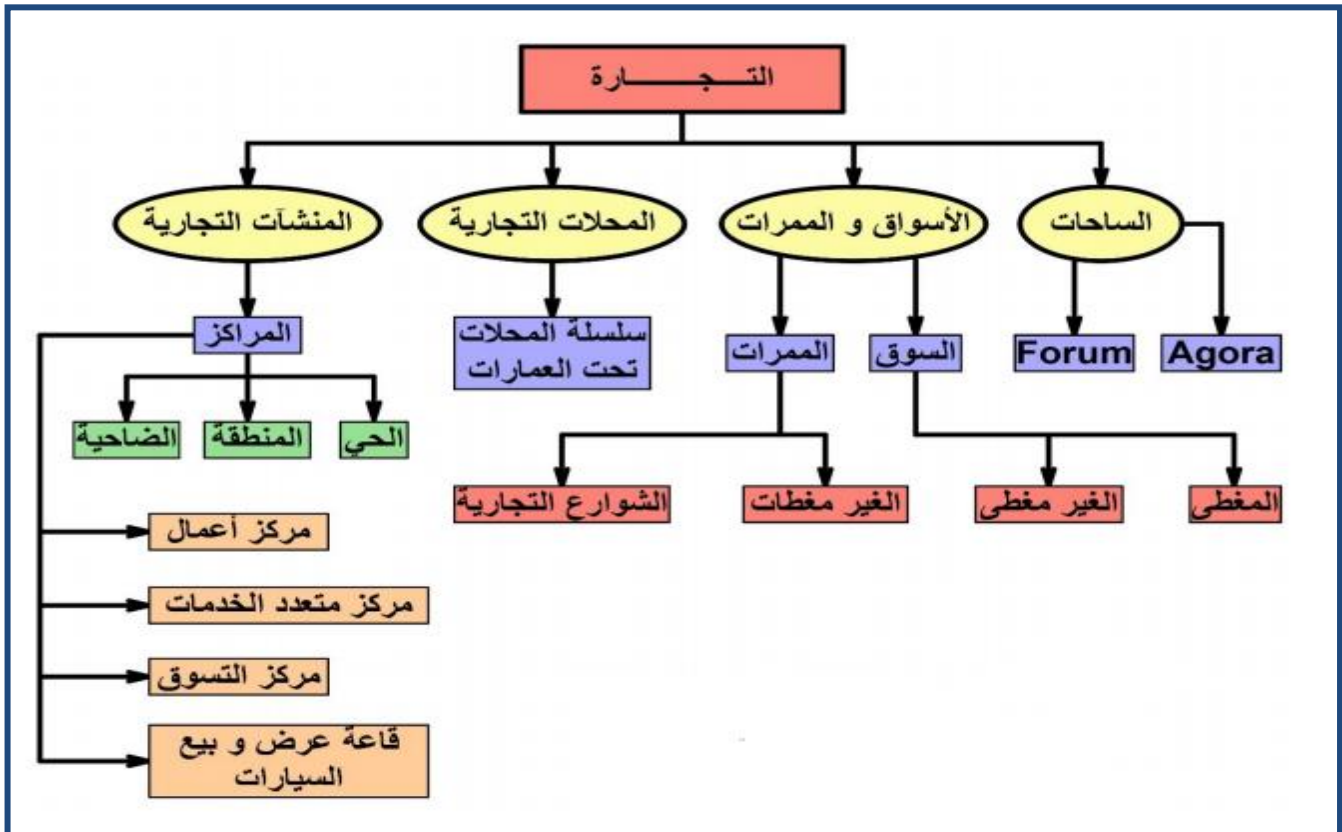 التـــجـــــــارة
الساحات
الأسواق و الممرات
المحلات التجارية
المنشآت التجارية
Agora
Forum
السوق
الممرات
سلسلة المحلات
تحت العمارات
المراكز
الحي
المنطقة
الضاحية
المغطى
الغير مغطى
الغير مغطات
الشوارع التجارية
مركز أعمال
مركز متعدد الخدمات
مركز التسوق
قاعة عرض و بيع
السيارات